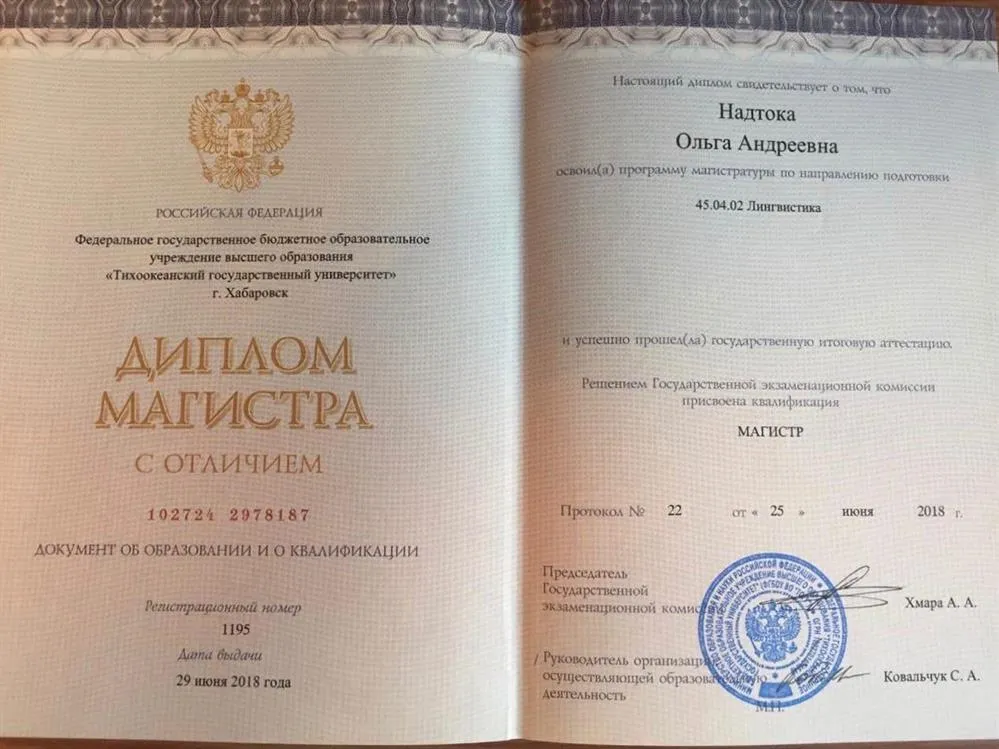 РОССИЙСКАЯ ФЕДЕРАЦИЯ
Федеральное государственное бюджетное образовательное
учреждение высшего образования
«Тихоокеанский государственный университет»
г. Хабаровск
ДИПЛОМ
МАГИСТРА
С ОТЛИЧИЕМ
102724 2978187
ДОКУМЕНТ ОБ ОБРАЗОВАНИИ И О КВАЛИФИКАЦИИ
Регистрационный номер
1195
Дата выдачи
29 июня 2018 года
Настоящий диплом свидетельствует о том, что
Надтока
Ольга Андреевна
освоил(а) программу магистратуры по направлению подготовки
45.04.02 Лингвистика
и успешно прошел(ла) государственную итоговую аттестацию.
Решением Государственной экзаменационной комиссии
присвоена квалификация
МАГИСТР
Протокол № 22 от « 25 » июня 2018 г.
Председатель
Государственной
экзаменационной комиссии
Хмара А. А.
Руководитель организации,
осуществляющей образовательную
деятельность
Ковальчук С. А.
М.П.